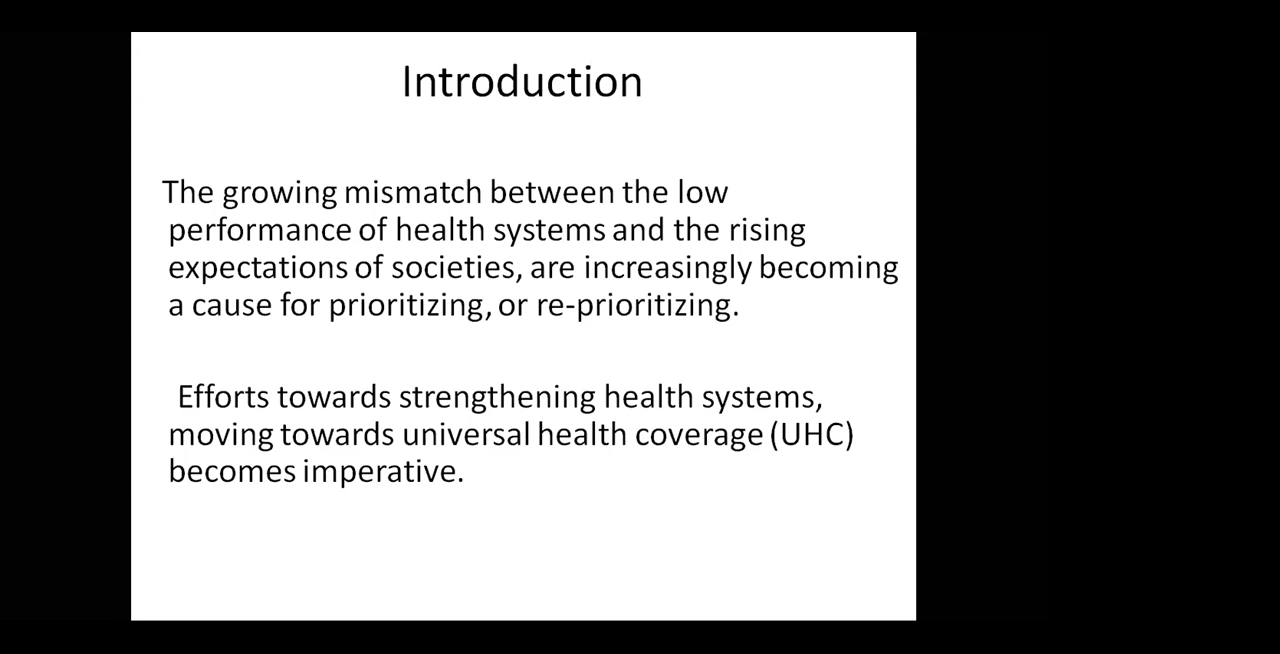 Introduction
The growing mismatch between the low
performance of health systems and the rising
expectations of societies, are increasingly becoming
a cause for prioritizing, or re-prioritizing.
Efforts towards strengthening health systems,
moving towards universal health coverage (UHC)
becomes imperative.